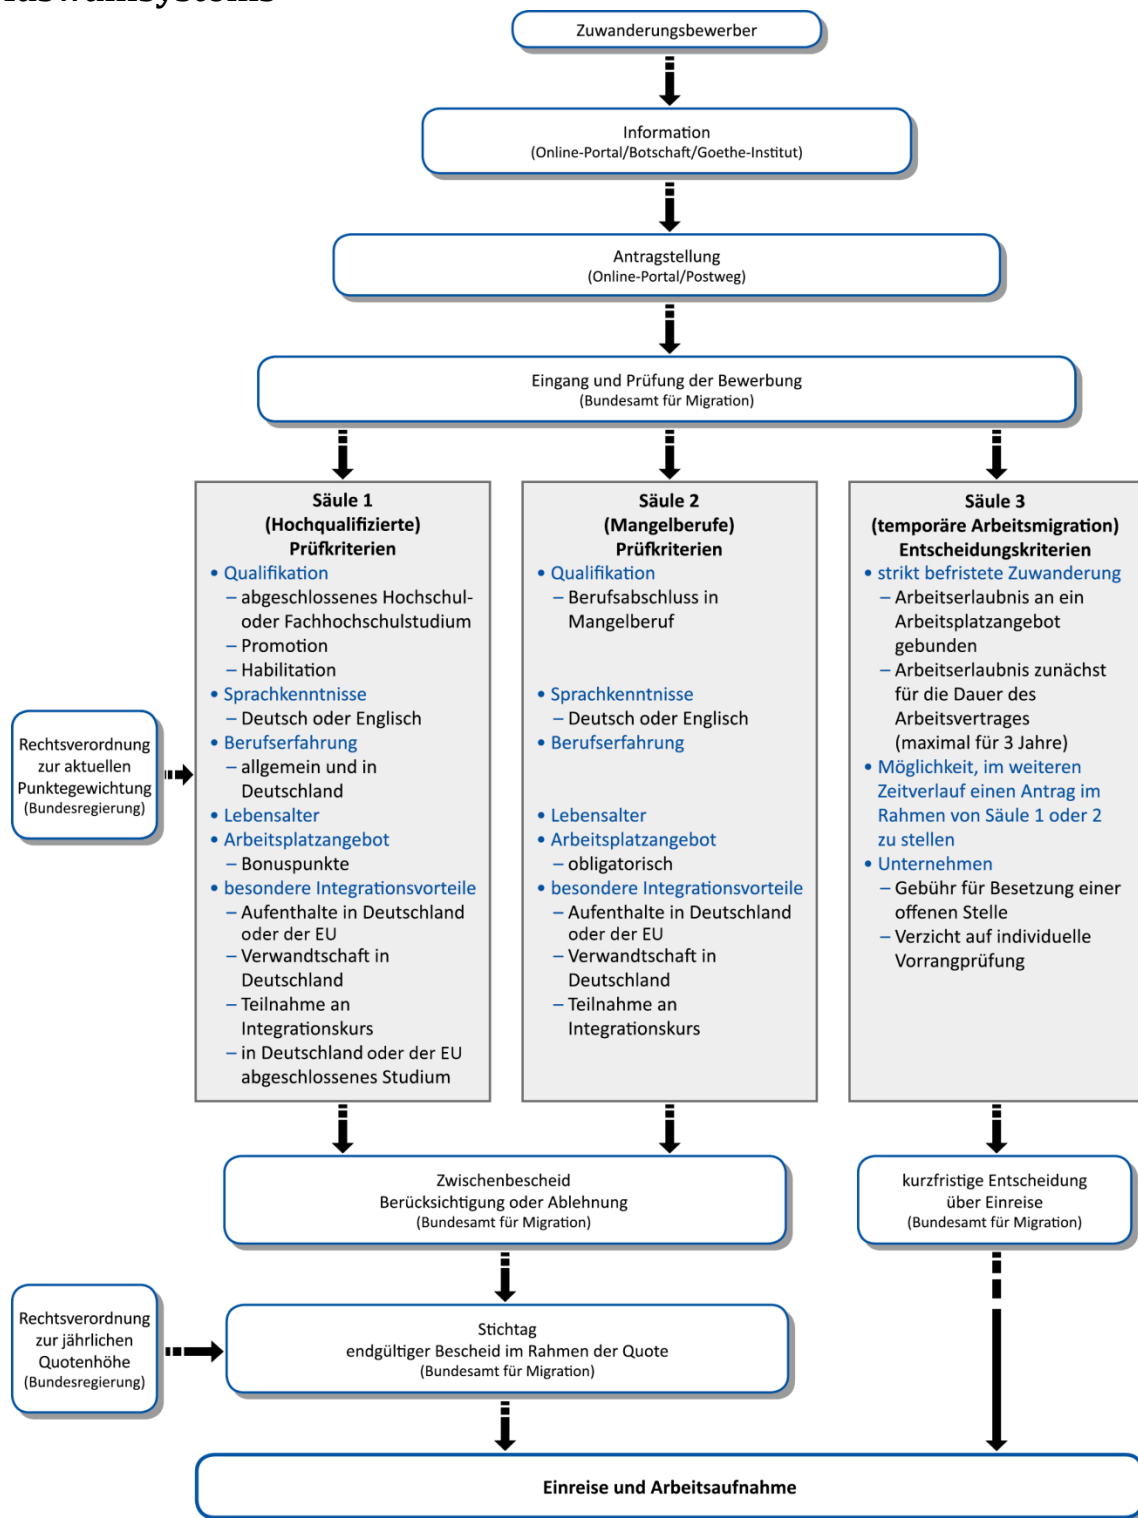 Zuwanderungsbewerber
Information
(Online-Portal/Botschaft/Goethe-Institut)
Antragstellung
(Online-Portal/Postweg)
Eingang und Prüfung der Bewerbung
(Bundesamt für Migration)
Säule 1
(Hochqualifizierte)
Prüfkriterien
• Qualifikation
– abgeschlossenes Hochschul-
oder Fachhochschulstudium
– Promotion
– Habilitation
• Sprachkenntnisse
– Deutsch oder Englisch
• Berufserfahrung
– allgemein und in
Deutschland
• Lebensalter
• Arbeitsplatzangebot
– Bonuspunkte
• besondere Integrationsvorteile
– Aufenthalte in Deutschland
oder der EU
– Verwandtschaft in
Deutschland
– Teilnahme an
Integrationskurs
– in Deutschland oder der EU
abgeschlossenes Studium
Säule 2
(Mangelberufe)
Prüfkriterien
• Qualifikation
– Berufsabschluss in
Mangelberuf
• Sprachkenntnisse
– Deutsch oder Englisch
• Berufserfahrung
• Lebensalter
• Arbeitsplatzangebot
– obligatorisch
• besondere Integrationsvorteile
– Aufenthalte in Deutschland
oder der EU
– Verwandtschaft in
Deutschland
– Teilnahme an
Integrationskurs
Säule 3
(temporäre Arbeitsmigration)
Entscheidungskriterien
• strikt befristete Zuwanderung
– Arbeitserlaubnis an ein
Arbeitsplatzangebot
gebunden
– Arbeitserlaubnis zunächst
für die Dauer des
Arbeitsvertrages
(maximal für 3 Jahre)
• Möglichkeit, im weiteren
Zeitverlauf einen Antrag im
Rahmen von Säule 1 oder 2
zu stellen
• Unternehmen
– Gebühr für Besetzung einer
offenen Stelle
– Verzicht auf individuelle
Vorrangprüfung
Rechtsverordnung
zur aktuellen
Punktegewichtung
(Bundesregierung)
Zwischenbescheid
Berücksichtigung oder Ablehnung
(Bundesamt für Migration)
kurzfristige Entscheidung
über Einreise
(Bundesamt für Migration)
Rechtsverordnung
zur jährlichen
Quotenhöhe
(Bundesregierung)
Stichtag
endgültiger Bescheid im Rahmen der Quote
(Bundesamt für Migration)
Einreise und Arbeitsaufnahme